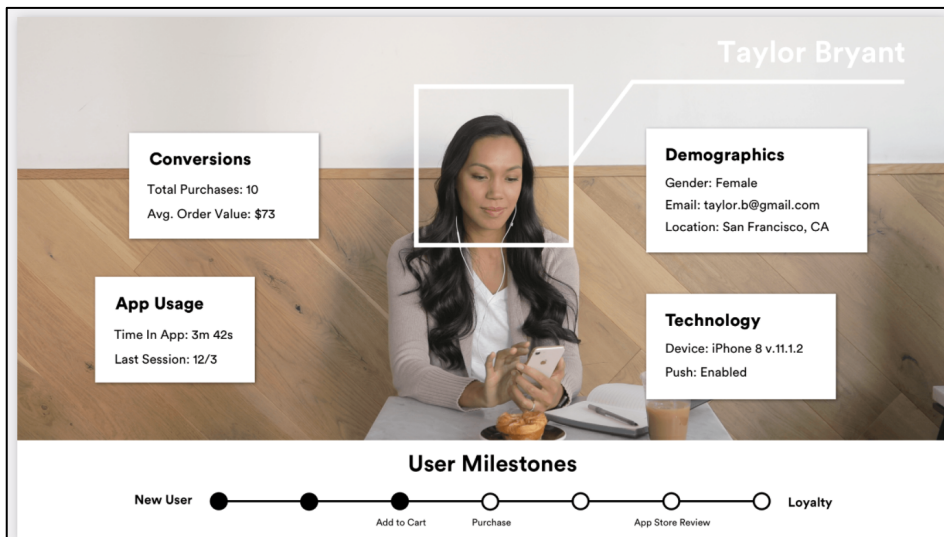 Taylor Bryant
Conversions
Total Purchases: 10
Avg. Order Value: $73
Demographics
Gender: Female
Email: taylor.b@gmail.com
Location: San Francisco, CA
App Usage
Time In App: 3m 42s
Last Session: 12/3
Technology
Device: iPhone 8 v.11.1.2
Push: Enabled
User Milestones
New User
Loyalty
Add to Cart
Purchase
App Store Review